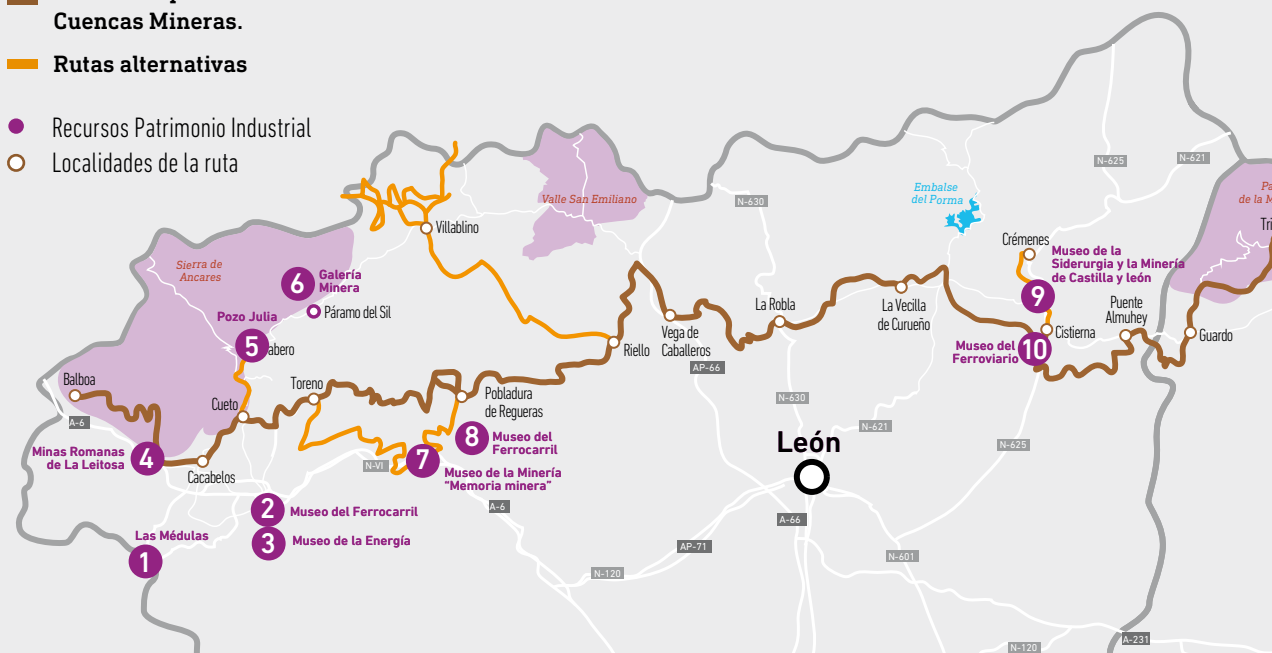 Cuencas Mineras.
Rutas alternativas
Recursos Patrimonio Industrial
Localidades de la ruta
N-625
N-621
Embalse
del Porma
Valle San Emiliano
N-630
Villablino
Crémenes
Museo de la
Siderurgia y la Minería
de Castilla y león
9
Sierra de
Ancares
6
Galería
Minera
Páramo del Sil
Pozo Julia
5
La Robla
La Vecilla
de Curueño
Puente
Almuhey
Vega de
Caballeros
Riello
Cistierna
Guardo
Museo del
Ferroviario
10
AP-66
Balboa
Toreno
Cueto
Pobladura
de Regueras
N-630
A-6
N-621
8
Museo del
Ferrocarril
León
N-625
Minas Romanas
de La Leitosa
4
Cacabelos
N-VI
7
Museo de la Minería
“Memoria minera”
2
Museo del Ferrocarril
A-6
A-66
Las Médulas
1
3
Museo de la Energía
AP-71
N-601
N-120
A-231
N-120